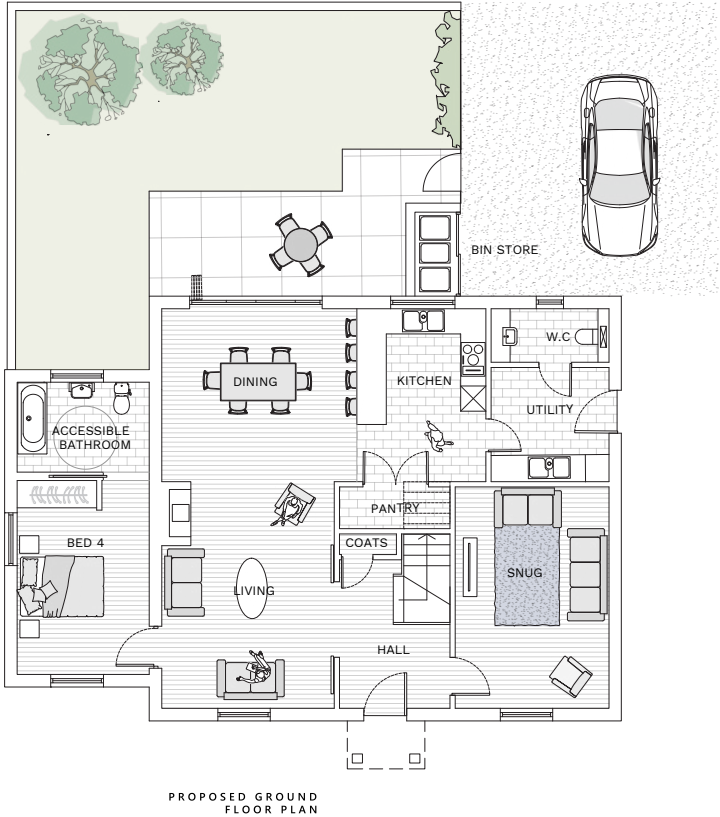 BIN STORE
W.C
DINING
KITCHEN
UTILITY
ACCESSIBLE
BATHROOM
PANTRY
BED 4
COATS
SNUG
LIVING
HALL
PROPOSED GROUND
FLOOR PLAN